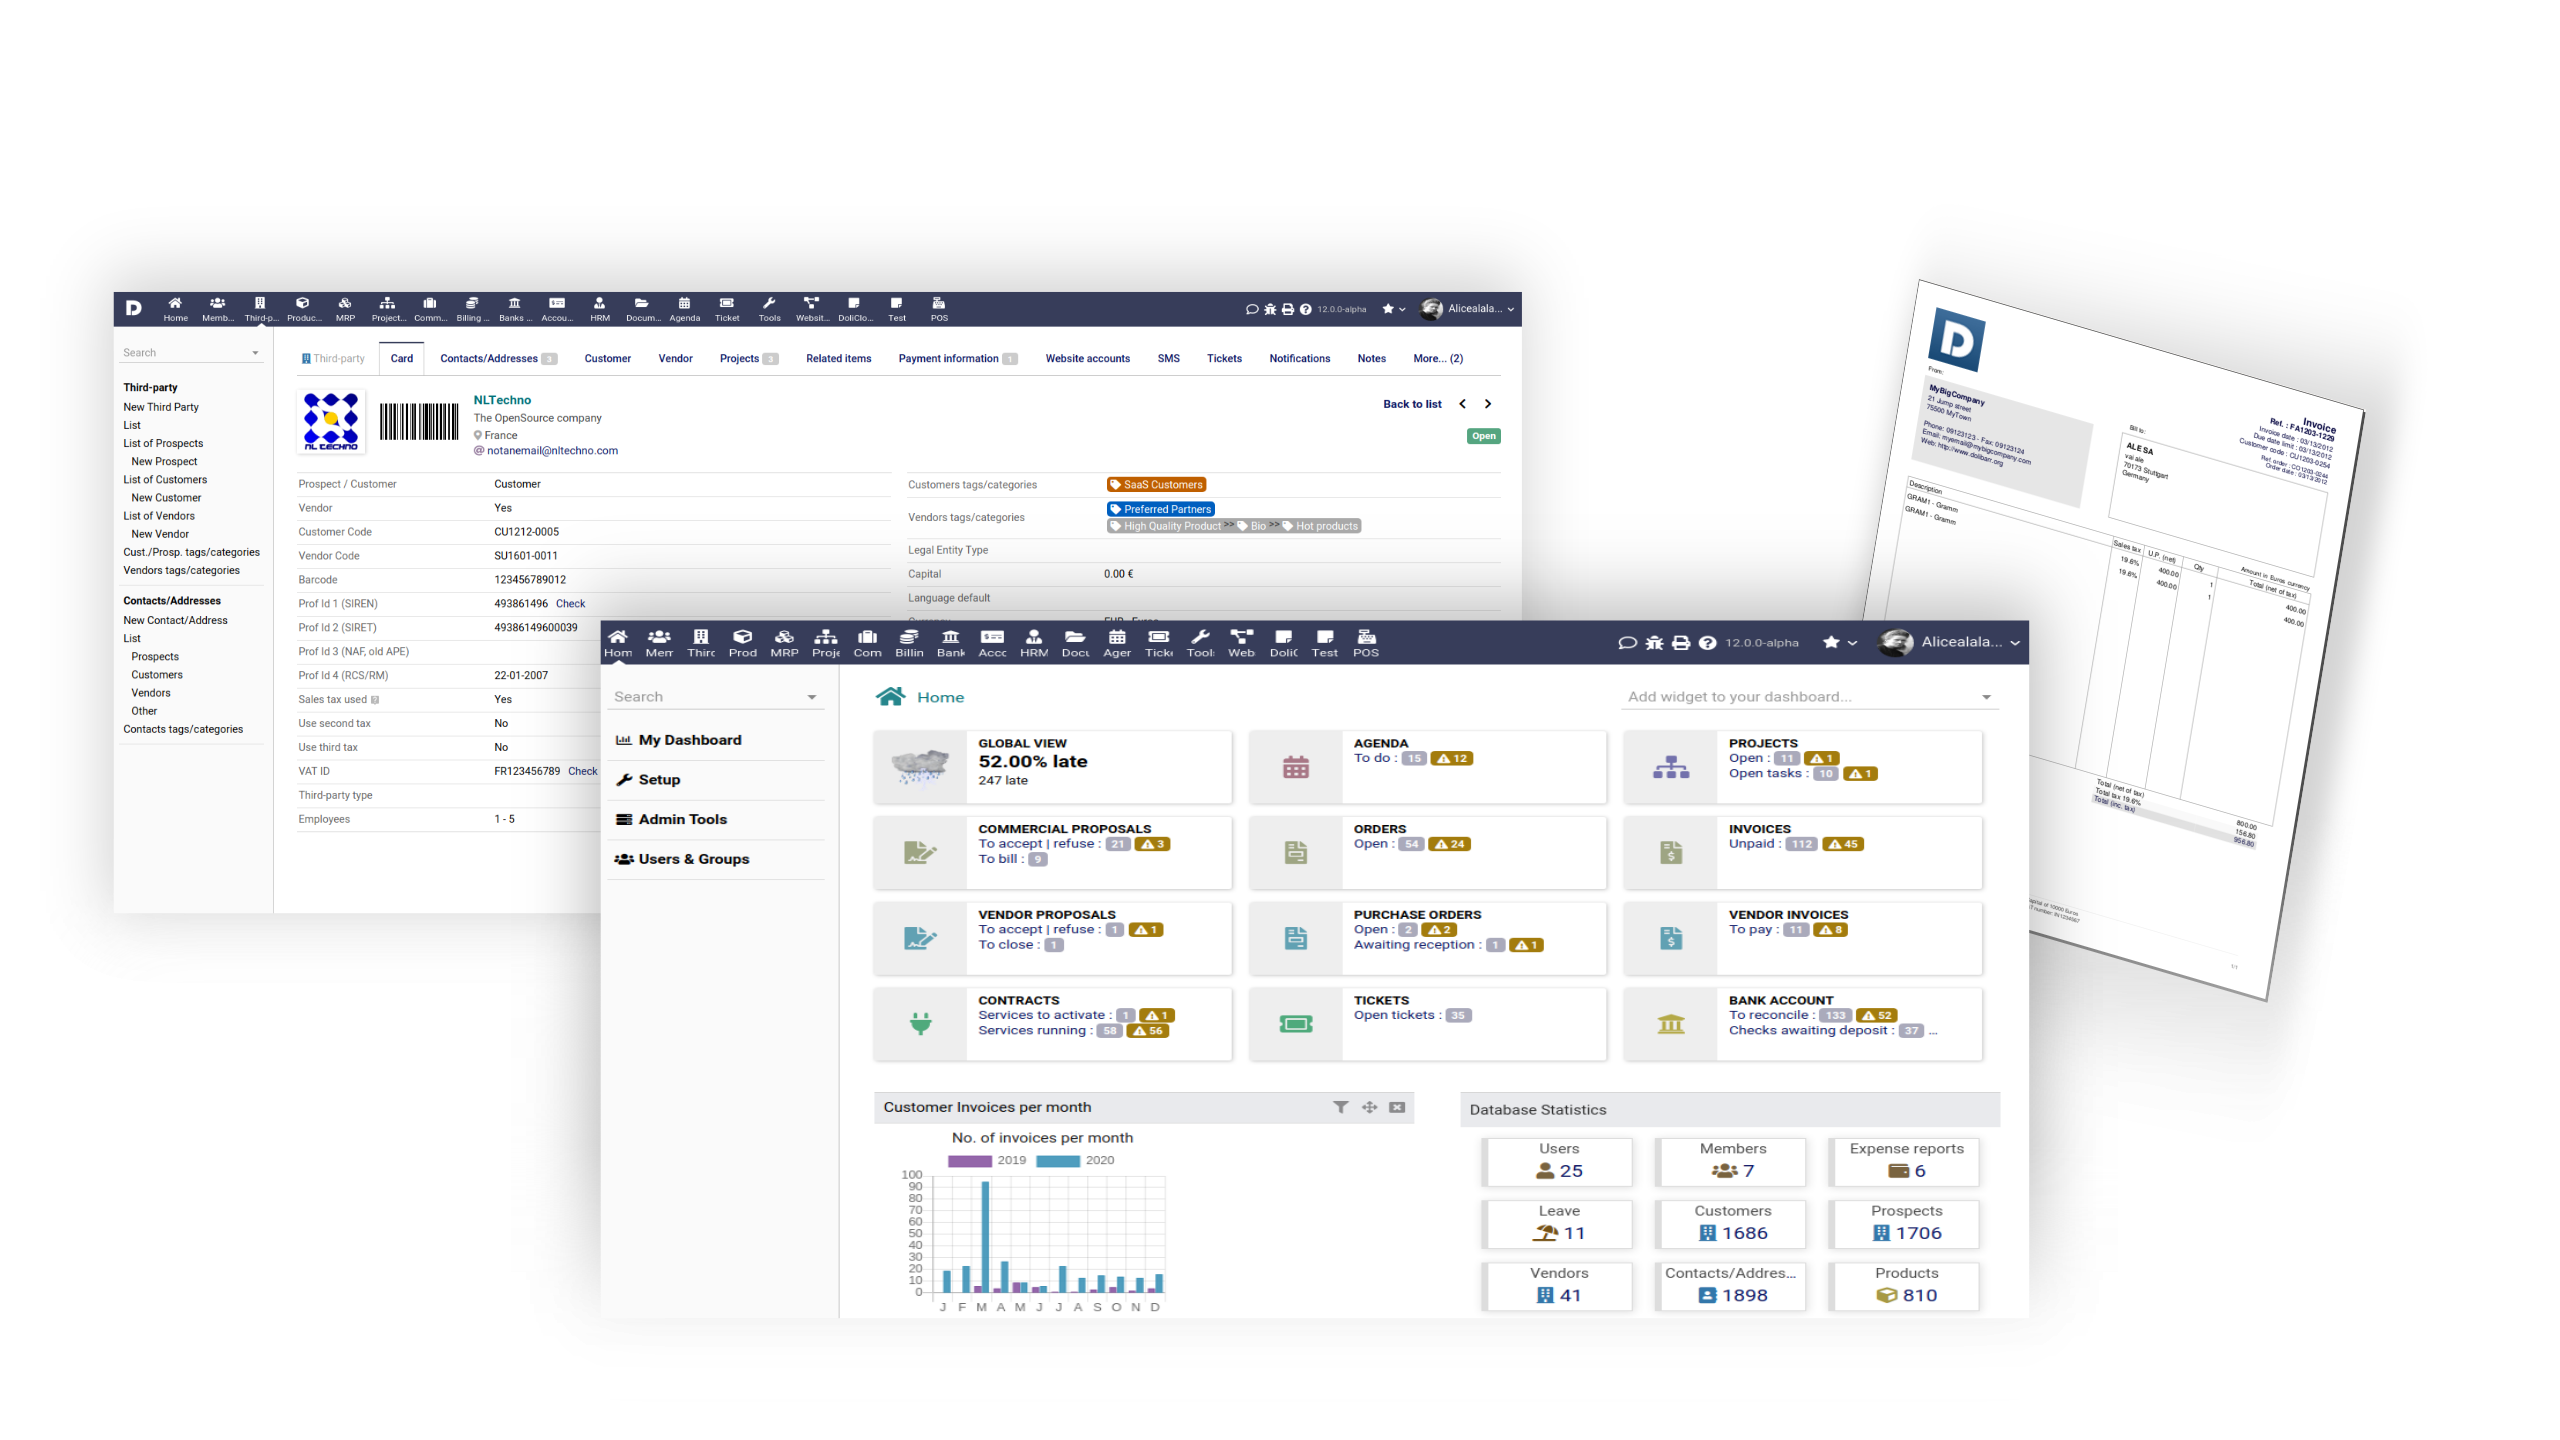 D
Home Memb... Third-p... Produc... MRP Project... Comm... Billing ... Banks ... Accou... HRM Docum... Agenda Ticket Tools Websit... DoliClo... Test POS
12.0.0-alpha
Alicealala...
Search
Third-party
New Third Party
List
List of Prospects
New Prospect
List of Customers
New Customer
List of Vendors
New Vendor
Cust./Prosp. tags/categories
Vendors tags/categories
Contacts/Addresses
New Contact/Address
List
Prospects
Customers
Vendors
Other
Contacts tags/categories
Third-party Card Contacts/Addresses 3 Customer Vendor Projects 3 Related items Payment information 1 Website accounts SMS Tickets Notifications Notes More... (2)
NL TECHNO
NLTechno
The OpenSource company
France
@ notanemail@nltechno.com
Back to list
Open
Prospect / Customer Customer
Vendor Yes
Customer Code CU1212-0005
Vendor Code SU1601-0011
Barcode 123456789012
Prof Id 1 (SIREN) 493861496 Check
Prof Id 2 (SIRET) 49386149600039
Prof Id 3 (NAF, old APE)
Prof Id 4 (RCS/RM) 22-01-2007
Sales tax used Yes
Use second tax No
Use third tax No
VAT ID FR123456789 Check
Third-party type
Employees 1 - 5
Customers tags/categories SaaS Customers
Vendors tags/categories Preferred Partners
High Quality Product >> Bio >> Hot products
Legal Entity Type
Capital 0.00 €
Language default
Hom Mem Thirc Prod MRP Proje Com Billin Bank Acco HRM Docu Ager Ticke Tool Web DoliC Test POS
12.0.0-alpha
Alicealala...
Search
My Dashboard
Setup
Admin Tools
Users & Groups
Home
Add widget to your dashboard...
GLOBAL VIEW
52.00% late
247 late
AGENDA
To do : 15 12
PROJECTS
Open : 11 1
Open tasks : 10 1
COMMERCIAL PROPOSALS
To accept | refuse : 21 3
To bill : 9
ORDERS
Open : 54 24
INVOICES
Unpaid : 112 45
VENDOR PROPOSALS
To accept | refuse : 1 1
To close : 1
PURCHASE ORDERS
Open : 2 2
Awaiting reception : 1 1
VENDOR INVOICES
To pay : 11 8
CONTRACTS
Services to activate : 1 1
Services running : 58 56
TICKETS
Open tickets : 35
BANK ACCOUNT
To reconcile : 133 52
Checks awaiting deposit : 37 ...
Customer Invoices per month
No. of invoices per month
2019 2020
100
90
80
70
60
50
40
30
20
10
0
J F M A M J J A S O N D
Database Statistics
Users
25
Members
7
Expense reports
6
Leave
11
Customers
1686
Prospects
1706
Vendors
41
Contacts/Addres...
1898
Products
810
D
From:
MyBigCompany
21 Jump street
75500 MyTown
Phone: 09123123 - Fax: 09123124
Email: myemail@mybigcompany.com
Web: http://www.dolibarr.org
Invoice
Ref. : FA1203-1229
Invoice date : 03/13/2012
Due date limit : 03/13/2012
Customer code : CU1203-0254
Ref. order : CO1203-0244
Order date : 03/13/2012
Bill to:
ALE SA
val ale
70173 Stuttgart
Germany
Amount in Euros currency
Description Sales tax U.P. (net) Qty Total (net of tax)
GRAM1 - Gramm 19.6% 400.00 1 400.00
GRAM1 - Gramm 19.6% 400.00 1 400.00
Total (net of tax) 800.00
Total tax 19.6% 156.80
Total (inc. tax) 956.80
1/1